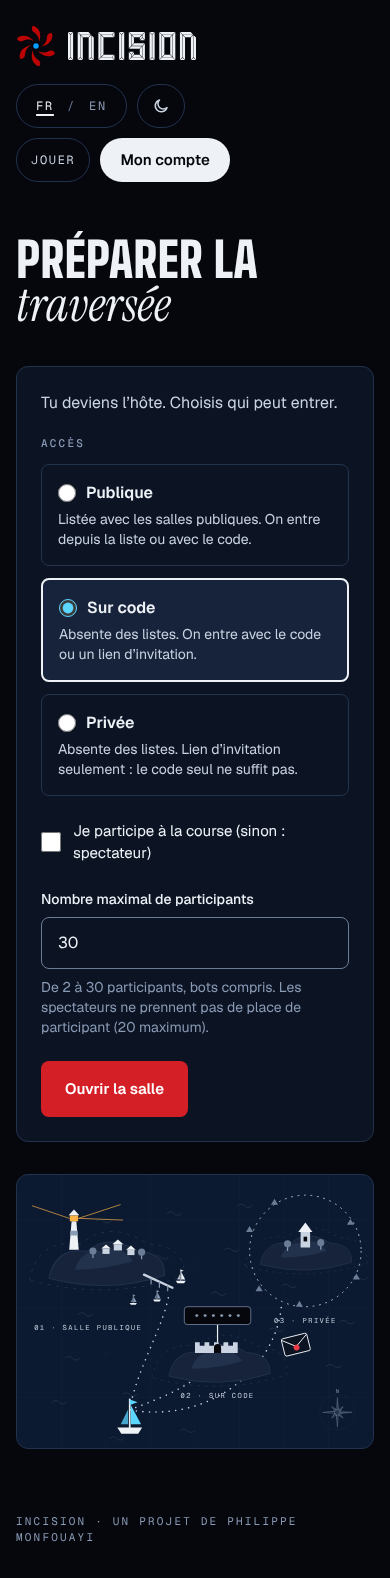 INCISION
FR / EN
JOUER
Mon compte
PRÉPARER LA
traversée
Tu deviens l’hôte. Choisis qui peut entrer.
ACCÈS
Publique
Listée avec les salles publiques. On entre
depuis la liste ou avec le code.
Sur code
Absente des listes. On entre avec le code
ou un lien d’invitation.
Privée
Absente des listes. Lien d’invitation
seulement : le code seul ne suffit pas.
Je participe à la course (sinon :
spectateur)
Nombre maximal de participants
30
De 2 à 30 participants, bots compris. Les
spectateurs ne prennent pas de place de
participant (20 maximum).
Ouvrir la salle
01 · SALLE PUBLIQUE
03 · PRIVÉE
02 · SUR CODE
N
INCISION · UN PROJET DE PHILIPPE
MONFOUAYI